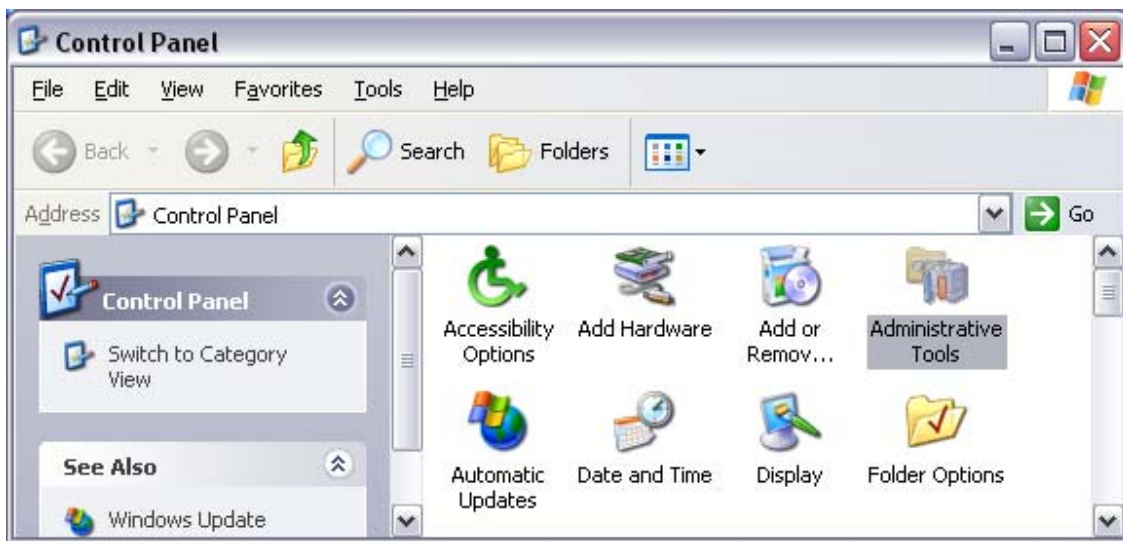 Control Panel
File Edit View Favorites Tools Help
Back Search Folders
Address Control Panel Go
Control Panel
Switch to Category
View
See Also
Windows Update
Accessibility
Options
Add Hardware
Add or
Remov...
Administrative
Tools
Automatic
Updates
Date and Time
Display
Folder Options